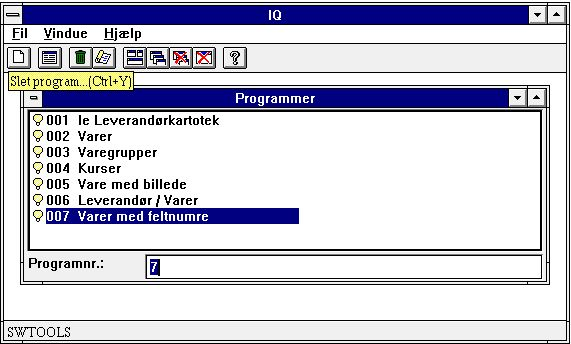 IQ
Fil Vindue Hjælp
?
Slet program...(Ctrl+Y)
Programmer
001 le Leverandørkartotek
002 Varer
003 Varegrupper
004 Kurser
005 Vare med billede
006 Leverandør / Varer
007 Varer med feltnumre
Programnr.: 7
SWTOOLS